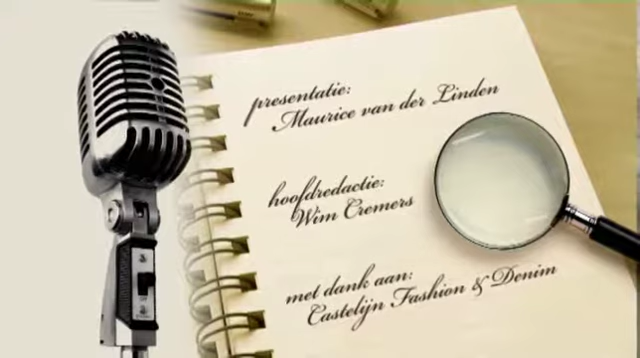 presentatie:
Maurice van der Linden
hoofdredactie:
Wim Cremers
met dank aan:
Castelijn Fashion & Denim